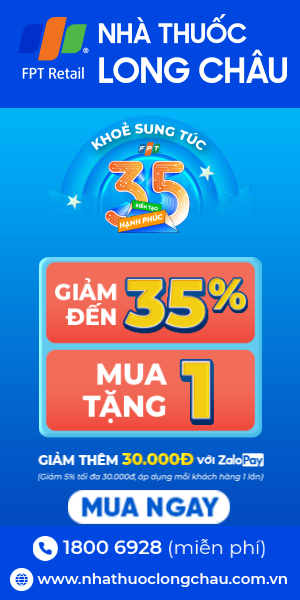 FPT Retail
®
NHÀ THUỐC
LONG CHÂU
KHOẺ SUNG TÚC
FPT
35
KIẾN TẠO
HẠNH PHÚC
GIẢM
ĐẾN
35%
MUA
TẶNG
1
GIẢM THÊM 30.000Đ với ZaloPay
(Giảm 5% tối đa 30.000đ, áp dụng mỗi khách hàng 1 lần)
MUA NGAY
1800 6928 (miễn phí)
www.nhathuoclongchau.com.vn